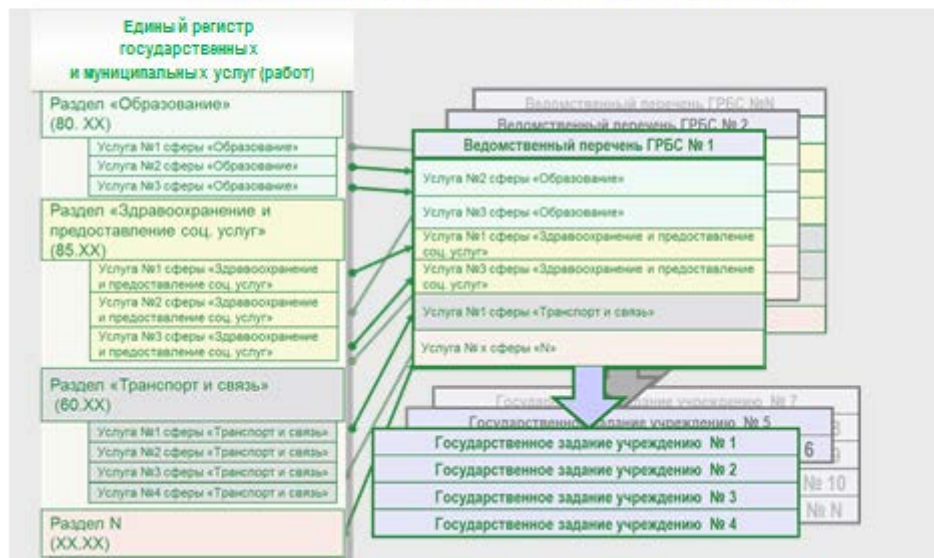 Единый регистр
государственных
и муниципальных услуг (работ)
Раздел «Образование»
(80. XX)
Услуга №1 сферы «Образование»
Услуга №2 сферы «Образование»
Услуга №3 сферы «Образование»
Раздел «Здравоохранение и
предоставление соц. услуг»
(85.XX)
Услуга №1 сферы «Здравоохранение
и предоставление соц. услуг»
Услуга №2 сферы «Здравоохранение
и предоставление соц. услуг»
Услуга №3 сферы «Здравоохранение
и предоставление соц. услуг»
Раздел «Транспорт и связь»
(60.XX)
Услуга №1 сферы «Транспорт и связь»
Услуга №2 сферы «Транспорт и связь»
Услуга №3 сферы «Транспорт и связь»
Услуга №4 сферы «Транспорт и связь»
Раздел N
(XX.XX)
Ведомственный перечень ГРБС №N
Ведомственный перечень ГРБС № 2
Ведомственный перечень ГРБС № 1
Услуга №2 сферы «Образование»
Услуга №3 сферы «Образование»
Услуга №1 сферы «Здравоохранение и предоставление
соц. услуг»
Услуга №3 сферы «Здравоохранение и предоставление
соц. услуг»
Услуга №1 сферы «Транспорт и связь»
Услуга № x сферы «N»
Государственное задание учреждению № 7
8
9
№ 10
№ N
Государственное задание учреждению № 5
6
Государственное задание учреждению № 1
Государственное задание учреждению № 2
Государственное задание учреждению № 3
Государственное задание учреждению № 4